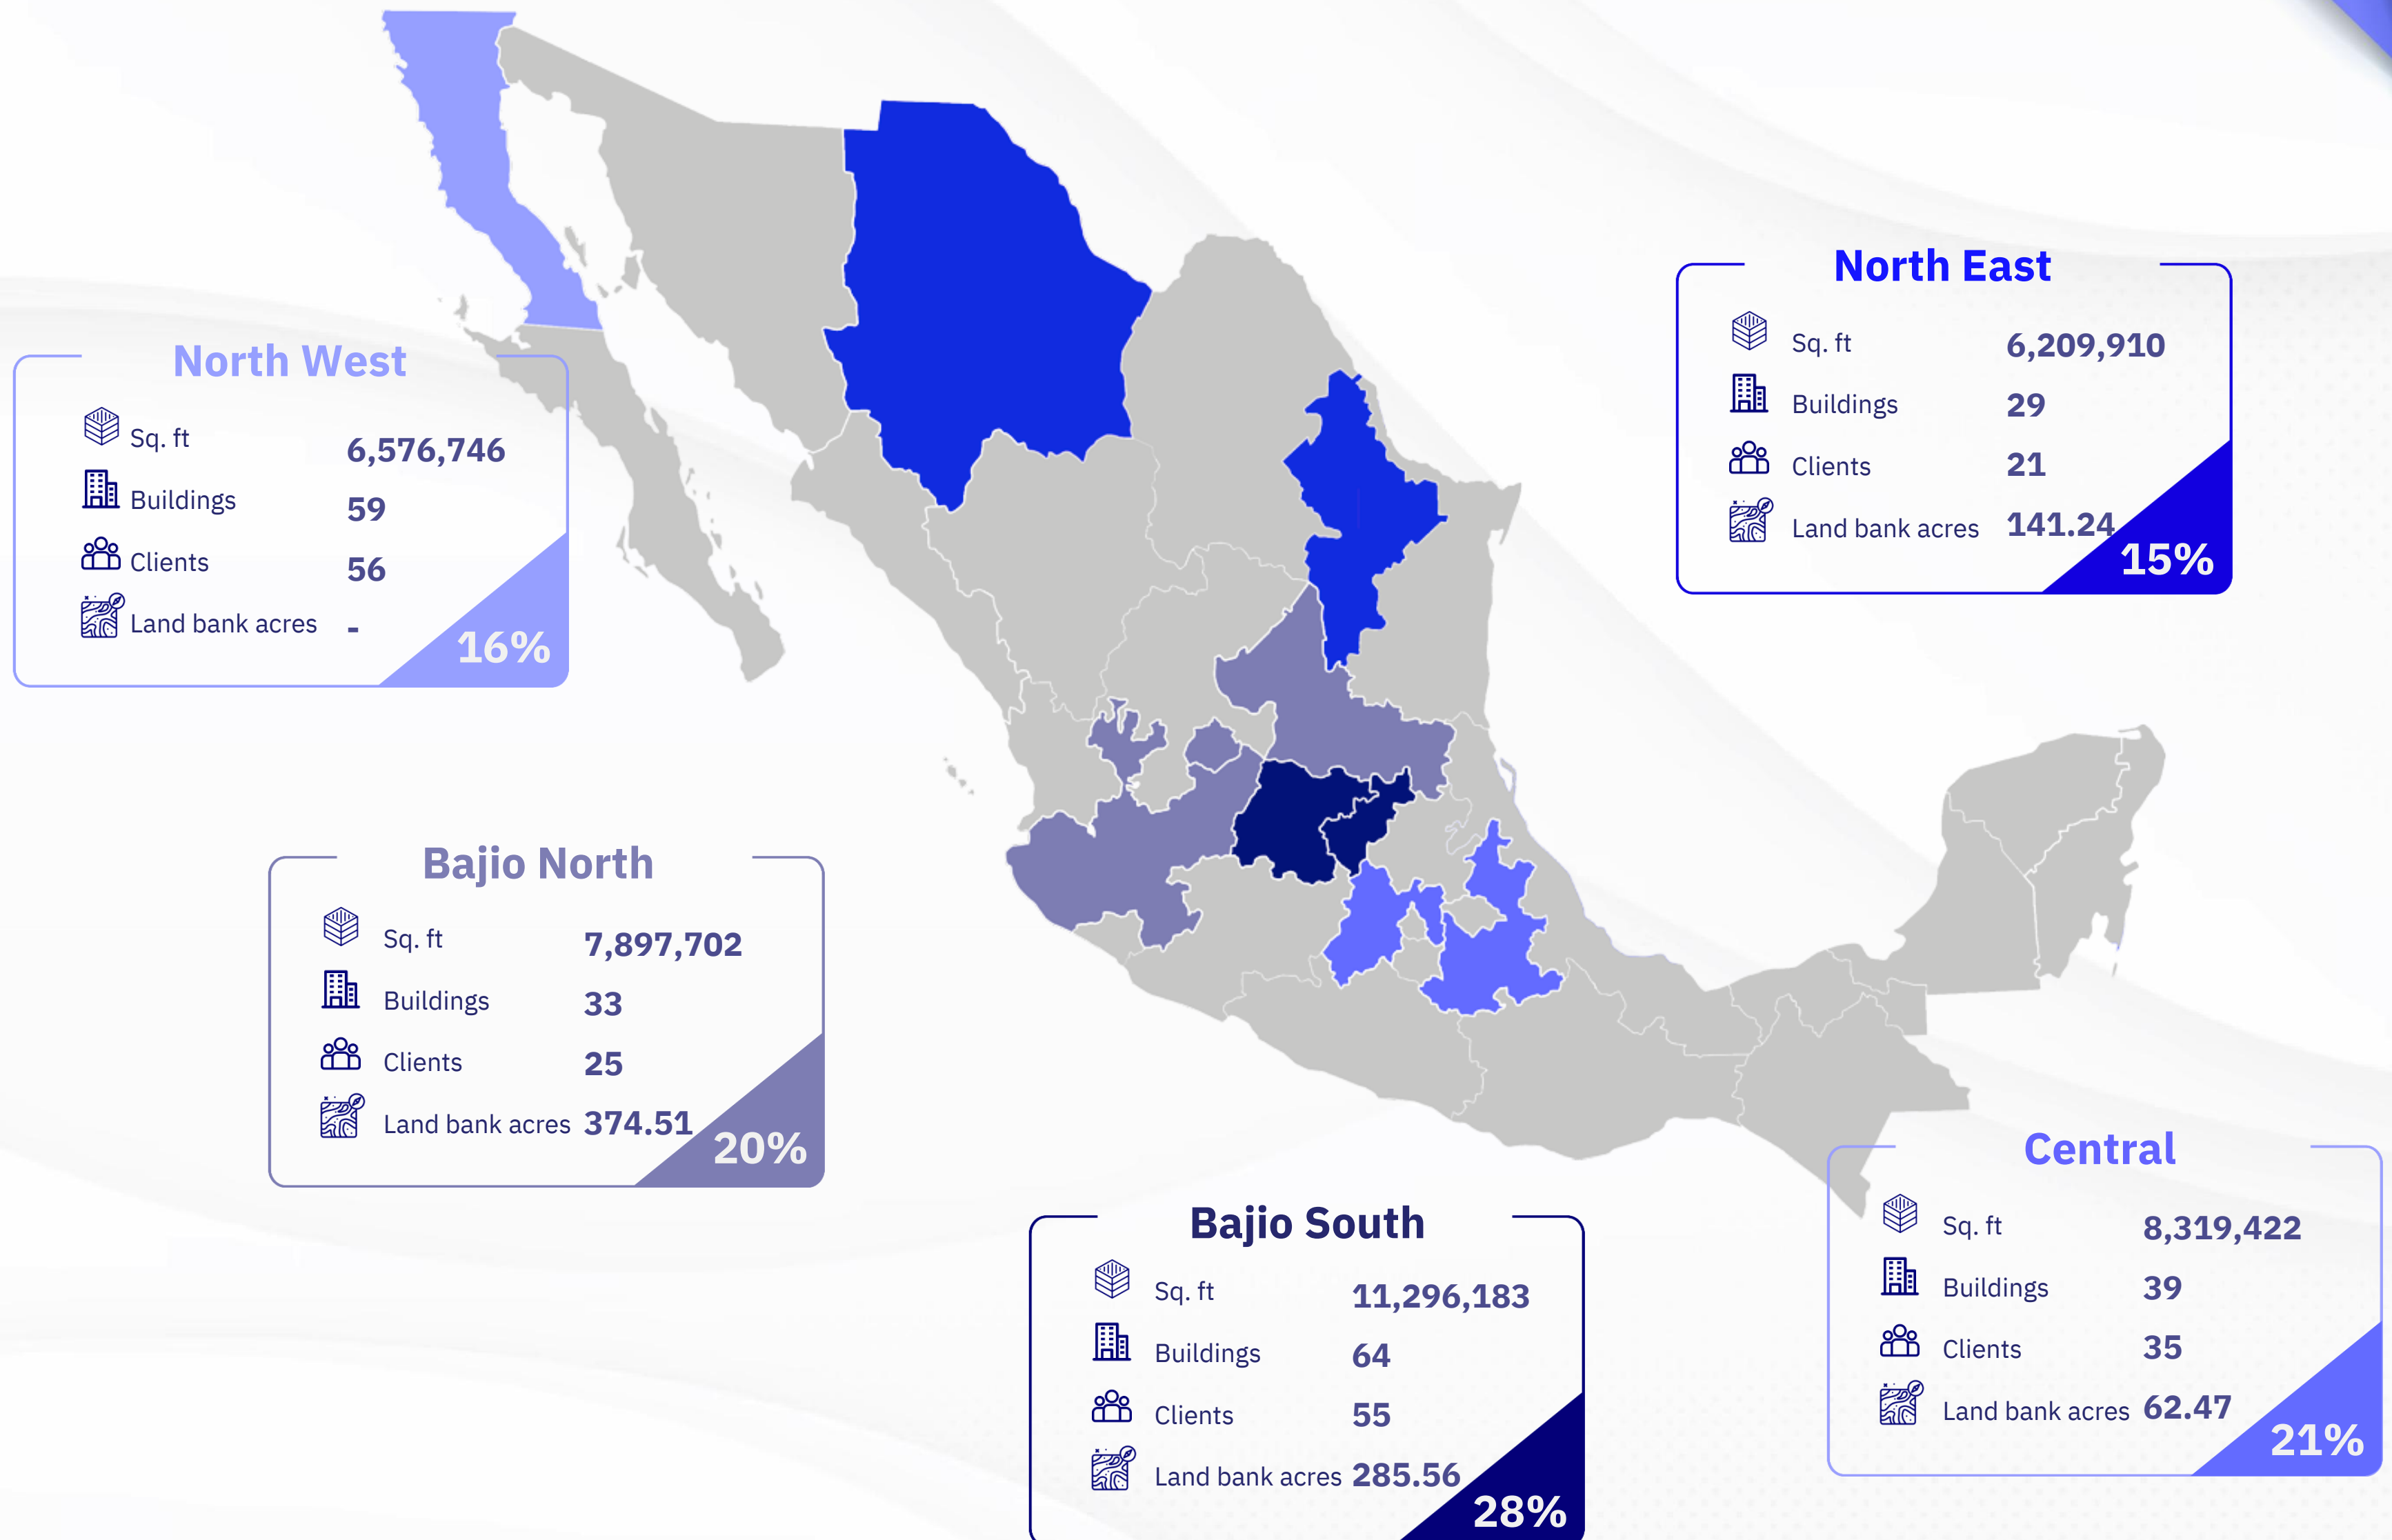 North East
Sq. ft 6,209,910
Buildings 29
Clients 21
Land bank acres 141.24
15%
North West
Sq. ft 6,576,746
Buildings 59
Clients 56
Land bank acres -
16%
Bajio North
Sq. ft 7,897,702
Buildings 33
Clients 25
Land bank acres 374.51
20%
Bajio South
Sq. ft 11,296,183
Buildings 64
Clients 55
Land bank acres 285.56
28%
Central
Sq. ft 8,319,422
Buildings 39
Clients 35
Land bank acres 62.47
21%